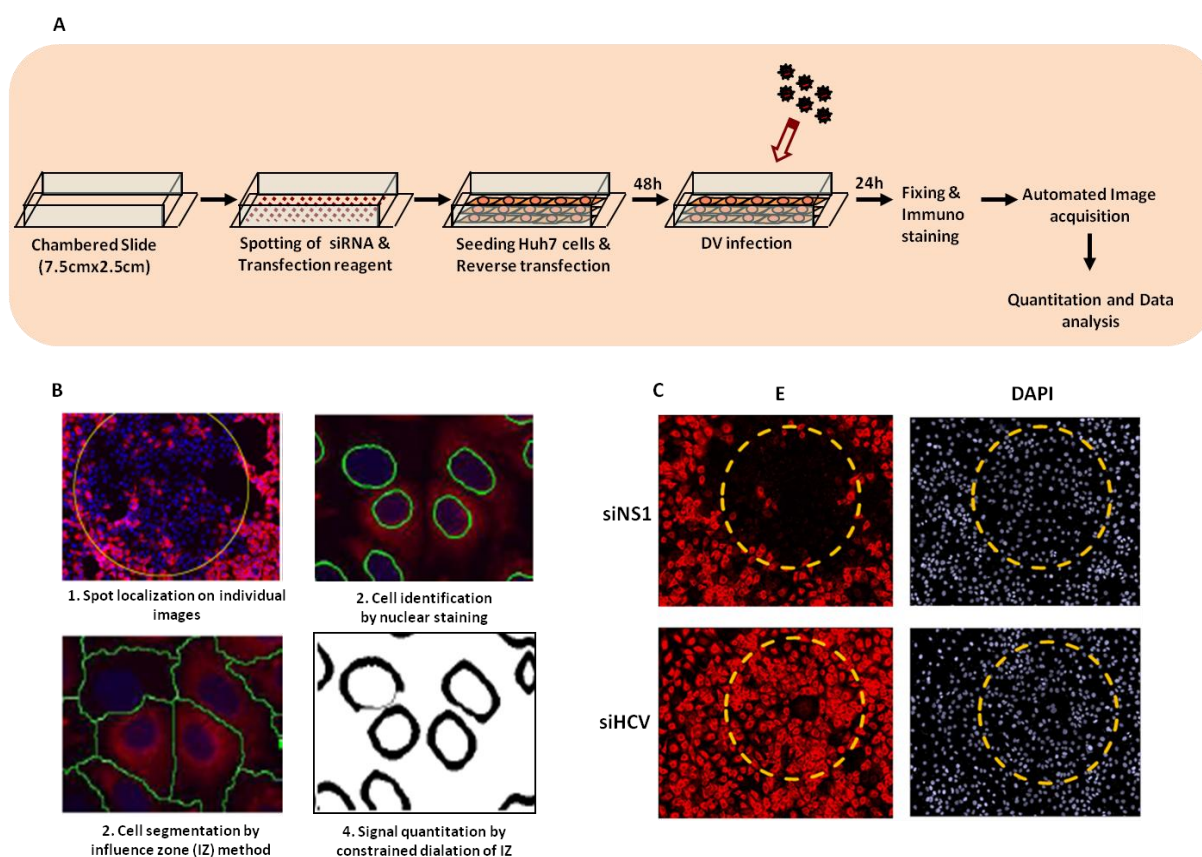 A
48h
24h
Chambered Slide
(7.5cmx2.5cm)
Spotting of siRNA &
Transfection reagent
Seeding Huh7 cells &
Reverse transfection
DV infection
Fixing &
Immuno
staining
Automated Image
acquisition
Quantitation and Data
analysis
B
1. Spot localization on individual
images
2. Cell identification
by nuclear staining
2. Cell segmentation by
influence zone (IZ) method
4. Signal quantitation by
constrained dialation of IZ
C
E
DAPI
siNS1
siHCV